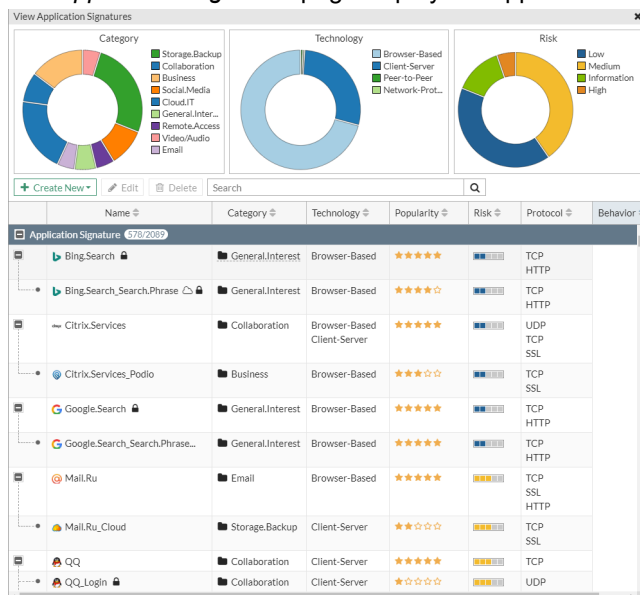 View Application Signatures
Category
Storage.Backup
Collaboration
Business
Social.Media
Cloud.IT
General.Inter...
Remote.Access
Video/Audio
Email
Technology
Browser-Based
Client-Server
Peer-to-Peer
Network-Prot...
Risk
Low
Medium
Information
High
+ Create New Edit Delete Search
Name Category Technology Popularity Risk Protocol Behavior
Application Signature 578/2089
Bing.Search General.Interest Browser-Based TCP
HTTP
Bing.Search_Search.Phrase General.Interest Browser-Based TCP
HTTP
Citrix.Services Collaboration Browser-Based UDP
Client-Server TCP
SSL
Citrix.Services_Podio Business Browser-Based TCP
SSL
Google.Search General.Interest Browser-Based TCP
HTTP
Google.Search_Search.Phrase... General.Interest Browser-Based TCP
HTTP
Mail.Ru Email Browser-Based TCP
SSL
HTTP
Mail.Ru_Cloud Storage.Backup Client-Server TCP
SSL
QQ Collaboration Client-Server TCP
QQ_Login Collaboration Client-Server UDP